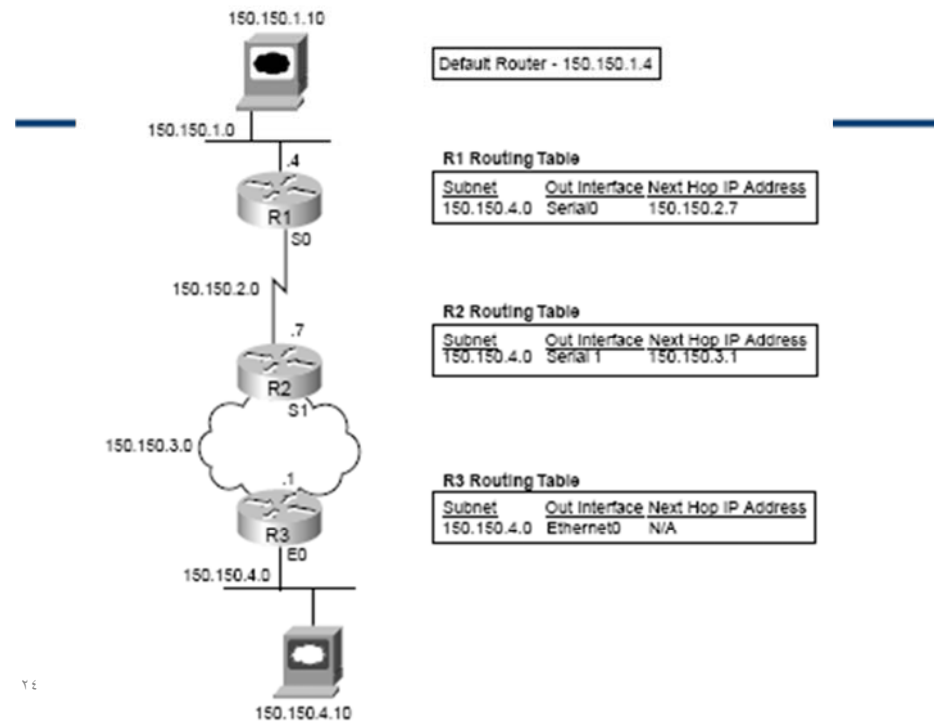 150.150.1.10
Default Router - 150.150.1.4
150.150.1.0
.4
R1
S0
R1 Routing Table
Subnet Out Interface Next Hop IP Address
150.150.4.0 Serial0 150.150.2.7
150.150.2.0
.7
R2
S1
R2 Routing Table
Subnet Out Interface Next Hop IP Address
150.150.4.0 Serial 1 150.150.3.1
150.150.3.0
.1
R3
E0
R3 Routing Table
Subnet Out Interface Next Hop IP Address
150.150.4.0 Ethernet0 N/A
150.150.4.0
150.150.4.10
٢٤